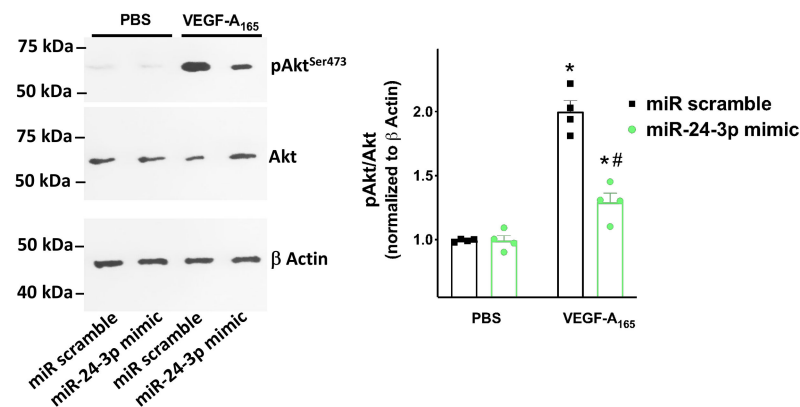 PBS VEGF-A165
75 kDa
pAktSer473
50 kDa
75 kDa
Akt
50 kDa
50 kDa
β Actin
40 kDa
miR scramble
miR-24-3p mimic
miR scramble
miR-24-3p mimic
pAkt/Akt
(normalized to β Actin)
2.0
1.5
1.0
*
*#
PBS
VEGF-A165
miR scramble
miR-24-3p mimic